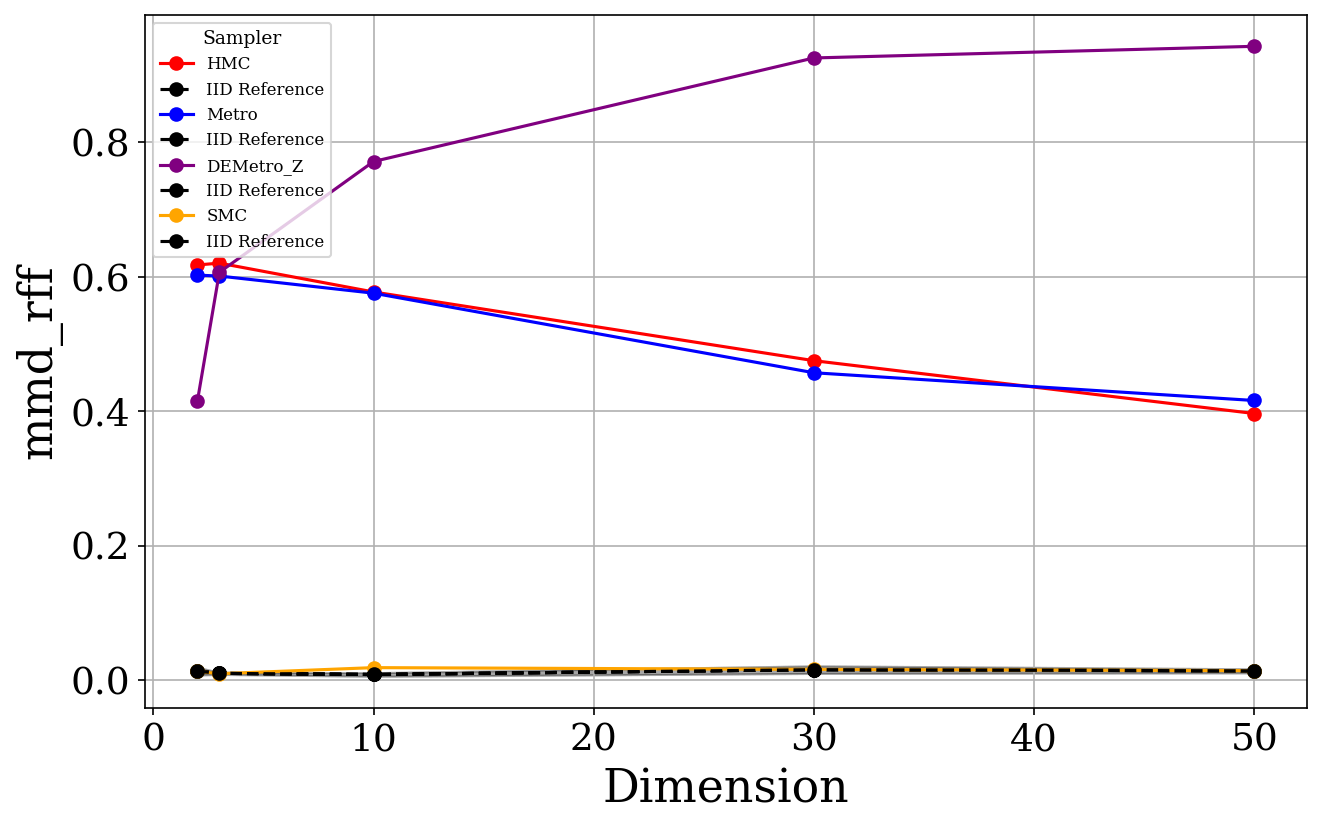 Sampler
HMC
IID Reference
Metro
IID Reference
DEMetro_Z
IID Reference
SMC
IID Reference
mmd_rff
0.8
0.6
0.4
0.2
0.0
0 10 20 30 40 50
Dimension